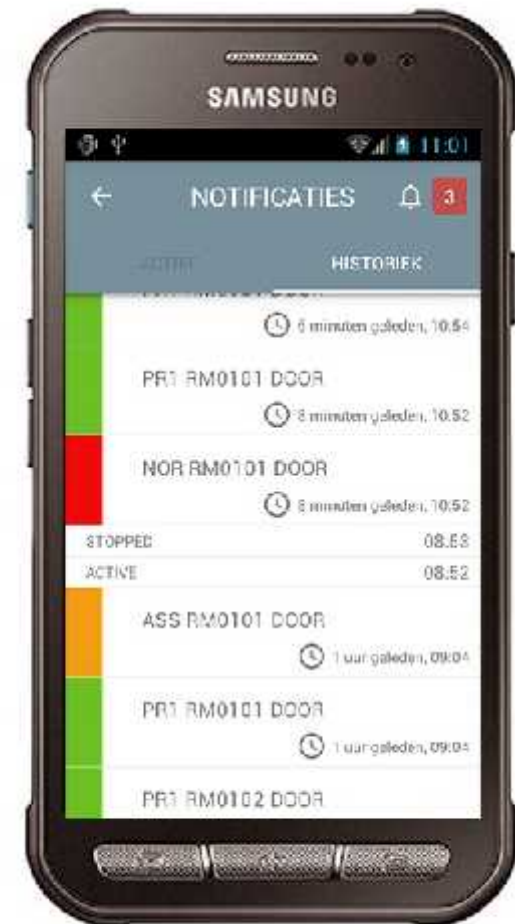 SAMSUNG
11:01
NOTIFICATIES 3
ACTIEF HISTORIEK
6 minuten geleden, 10:54
PR1 RM0101 DOOR
8 minuten geleden, 10:52
NOR RM0101 DOOR
8 minuten geleden, 10:52
STOPPED 08:53
ACTIVE 08:52
ASS RM0101 DOOR
1 uur geleden, 09:04
PR1 RM0101 DOOR
1 uur geleden, 09:04
PR1 RM0102 DOOR